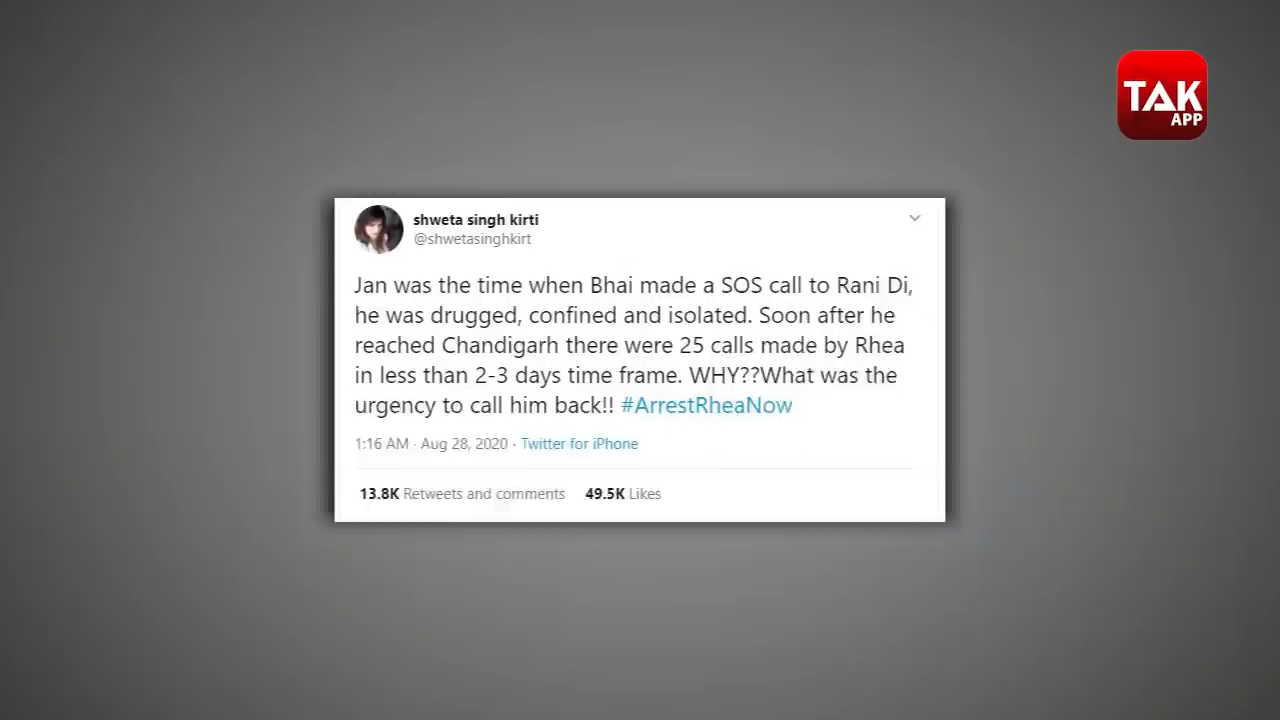 TAK
APP
shweta singh kirti
@shwetasinghkirt
Jan was the time when Bhai made a SOS call to Rani Di,
he was drugged, confined and isolated. Soon after he
reached Chandigarh there were 25 calls made by Rhea
in less than 2-3 days time frame. WHY??What was the
urgency to call him back!! #ArrestRheaNow
1:16 AM · Aug 28, 2020 · Twitter for iPhone
13.8K Retweets and comments 49.5K Likes